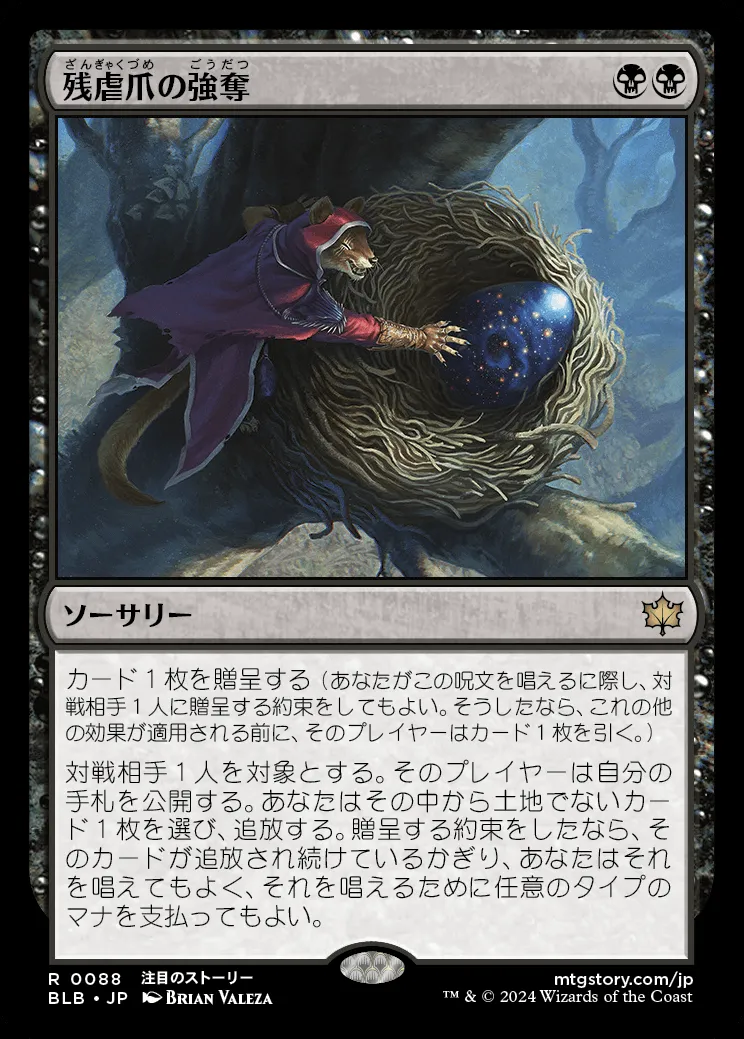 ざんぎゃくづめ ごうだつ
残虐爪の強奪
ソーサリー
カード1枚を贈呈する（あなたがこの呪文を唱えるに際し、対
戦相手1人に贈呈する約束をしてもよい。そうしたなら、これの他
の効果が適用される前に、そのプレイヤーはカード1枚を引く。）
対戦相手1人を対象とする。そのプレイヤーは自分の
手札を公開する。あなたはその中から土地でないカー
ド1枚を選び、追放する。贈呈する約束をしたなら、そ
のカードが追放され続けているかぎり、あなたはそれ
を唱えてもよく、それを唱えるために任意のタイプの
マナを支払ってもよい。
R 0088 注目のストーリー mtgstory.com/jp
BLB • JP BRIAN VALEZA ™ & © 2024 Wizards of the Coast